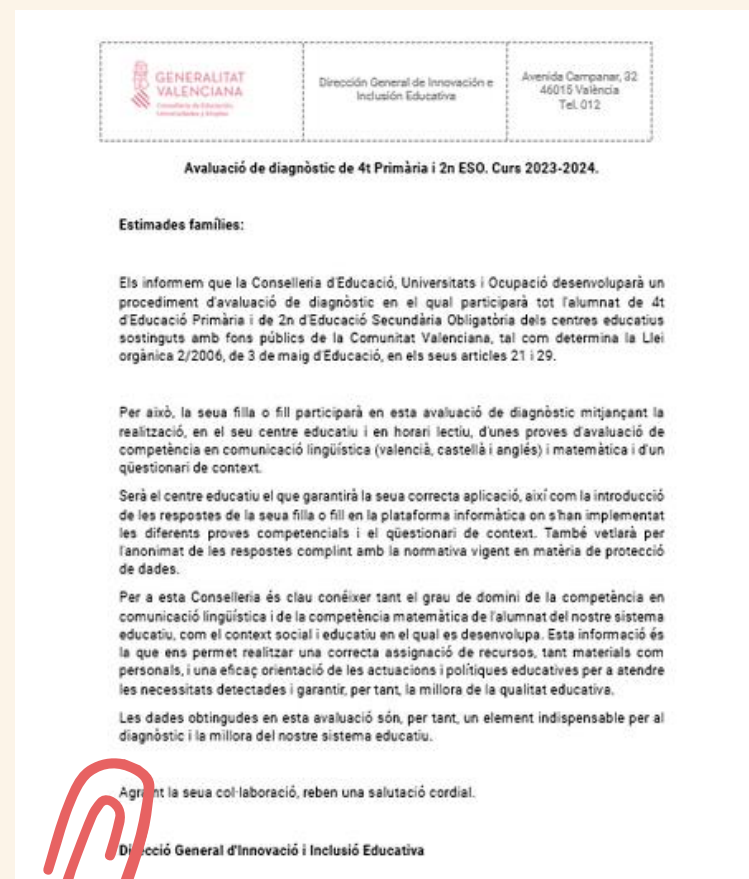 GENERALITAT
VALENCIANA
Conselleria de Educación,
Universidades y Empleo
Dirección General de Innovación e
Inclusión Educativa
Avenida Campanar, 32
46015 València
Tel. 012
Avaluació de diagnòstic de 4t Primària i 2n ESO. Curs 2023-2024.
Estimades famílies:
Els informem que la Conselleria d'Educació, Universitats i Ocupació desenvoluparà un
procediment d'avaluació de diagnòstic en el qual participarà tot l'alumnat de 4t
d'Educació Primària i de 2n d'Educació Secundària Obligatòria dels centres educatius
sostinguts amb fons públics de la Comunitat Valenciana, tal com determina la Llei
orgànica 2/2006, de 3 de maig d'Educació, en els seus articles 21 i 29.
Per això, la seua filla o fill participarà en esta avaluació de diagnòstic mitjançant la
realització, en el seu centre educatiu i en horari lectiu, d'unes proves d'avaluació de
competència en comunicació lingüística (valencià, castellà i anglés) i matemàtica i d'un
qüestionari de context.
Serà el centre educatiu el que garantirà la seua correcta aplicació, així com la introducció
de les respostes de la seua filla o fill en la plataforma informàtica on s'han implementat
les diferents proves competencials i el qüestionari de context. També vetlarà per
l'anonimat de les respostes complint amb la normativa vigent en matèria de protecció
de dades.
Per a esta Conselleria és clau conéixer tant el grau de domini de la competència en
comunicació lingüística i de la competència matemàtica de l'alumnat del nostre sistema
educatiu, com el context social i educatiu en el qual es desenvolupa. Esta informació és
la que ens permet realitzar una correcta assignació de recursos, tant materials com
personals, i una eficaç orientació de les actuacions i polítiques educatives per a atendre
les necessitats detectades i garantir, per tant, la millora de la qualitat educativa.
Les dades obtingudes en esta avaluació són, per tant, un element indispensable per al
diagnòstic i la millora del nostre sistema educatiu.
la seua col·laboració, reben una salutació cordial.
General d'Innovació i Inclusió Educativa